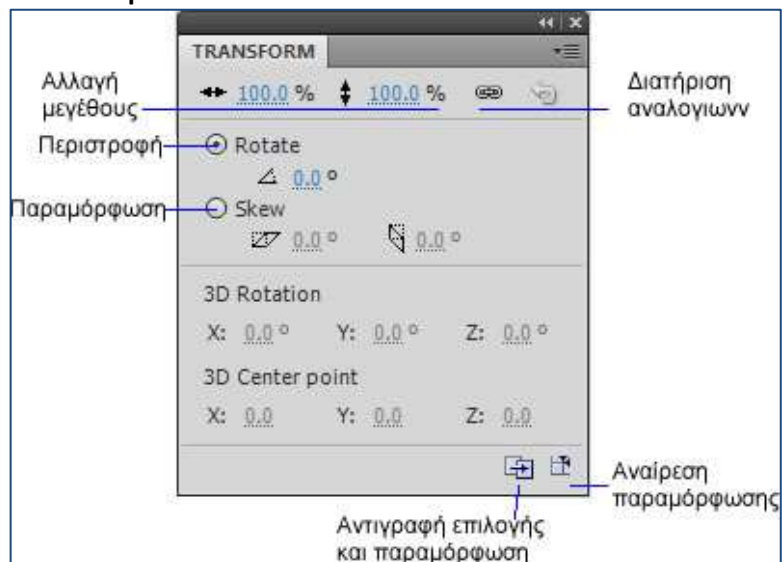 TRANSFORM
Αλλαγή
μεγέθους
100.0 %
100.0 %
Διατήριση
αναλογιωνν
Περιστροφή
Rotate
0.0 °
Παραμόρφωση
Skew
0.0 °
0.0 °
3D Rotation
X: 0.0 ° Y: 0.0 ° Z: 0.0 °
3D Center point
X: 0.0 Y: 0.0 Z: 0.0
Αναίρεση
παραμόρφωσης
Αντιγραφή επιλογής
και παραμόρφωση